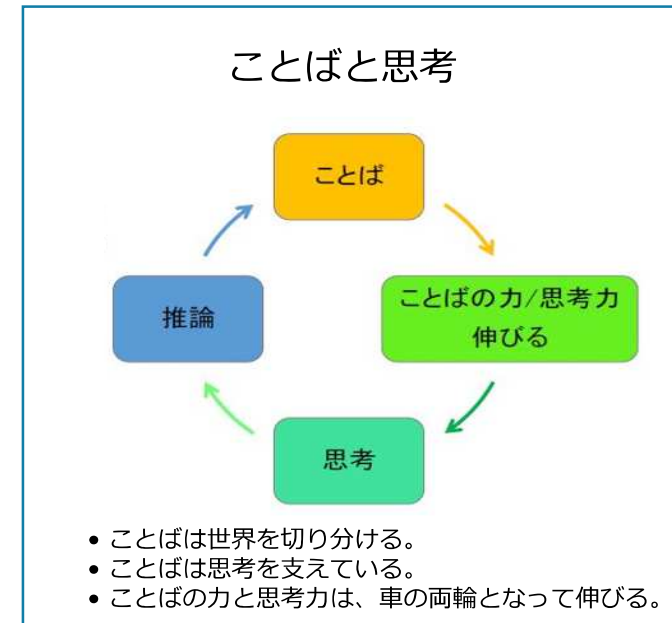 ことばと思考
ことば
推論
ことばの力/思考力
伸びる
思考
• ことばは世界を切り分ける。
• ことばは思考を支えている。
• ことばの力と思考力は、車の両輪となって伸びる。